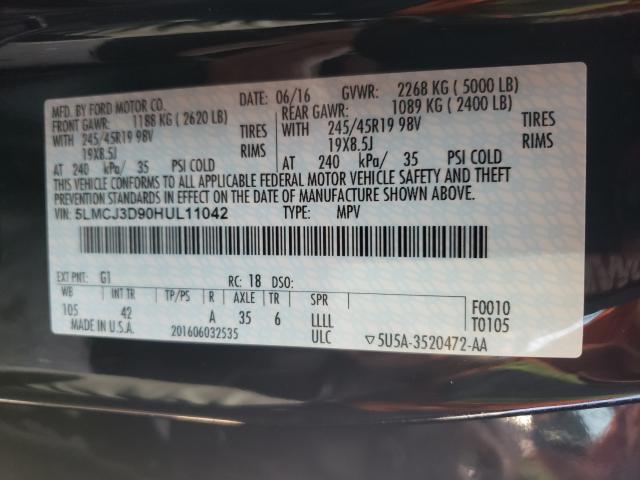 MFD. BY FORD MOTOR CO.
DATE: 06/16 GVWR: 2268 KG ( 5000 LB)
FRONT GAWR: 1188 KG ( 2620 LB)
REAR GAWR: 1089 KG ( 2400 LB)
WITH 245/45R19 98V TIRES
WITH 245/45R19 98V TIRES
19X8.5J RIMS
19X8.5J RIMS
AT 240 kPa/ 35 PSI COLD
AT 240 kPa/ 35 PSI COLD
THIS VEHICLE CONFORMS TO ALL APPLICABLE FEDERAL MOTOR VEHICLE SAFETY AND THEFT
PREVENTION STANDARDS IN EFFECT ON THE DATE OF MANUFACTURE SHOWN ABOVE.
VIN: 5LMCJ3D90HUL11042 TYPE: MPV
EXT PNT: G1 RC: 18 DSO:
WB INT TR TP/PS R AXLE TR SPR
105 42 A 35 6 LLLL
F0010
T0105
MADE IN U.S.A. 201606032535 ULC ▽5U5A-3520472-AA